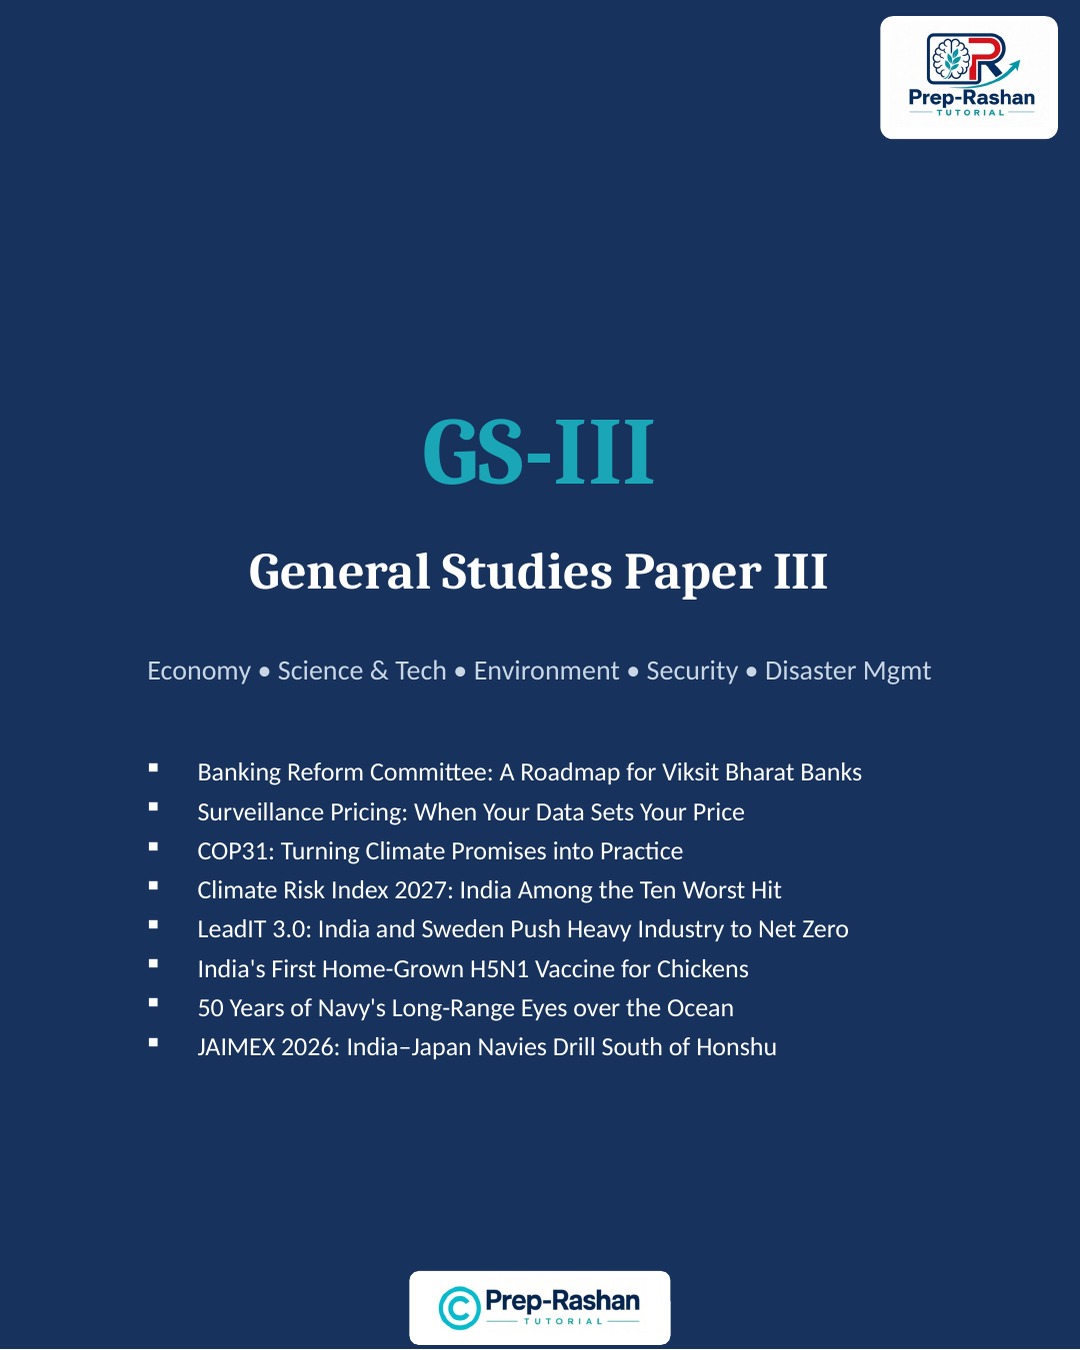 Prep-Rashan
TUTORIAL
GS-III
General Studies Paper III
Economy • Science & Tech • Environment • Security • Disaster Mgmt
▪ Banking Reform Committee: A Roadmap for Viksit Bharat Banks
▪ Surveillance Pricing: When Your Data Sets Your Price
▪ COP31: Turning Climate Promises into Practice
▪ Climate Risk Index 2027: India Among the Ten Worst Hit
▪ LeadIT 3.0: India and Sweden Push Heavy Industry to Net Zero
▪ India's First Home-Grown H5N1 Vaccine for Chickens
▪ 50 Years of Navy's Long-Range Eyes over the Ocean
▪ JAIMEX 2026: India–Japan Navies Drill South of Honshu
© Prep-Rashan
TUTORIAL